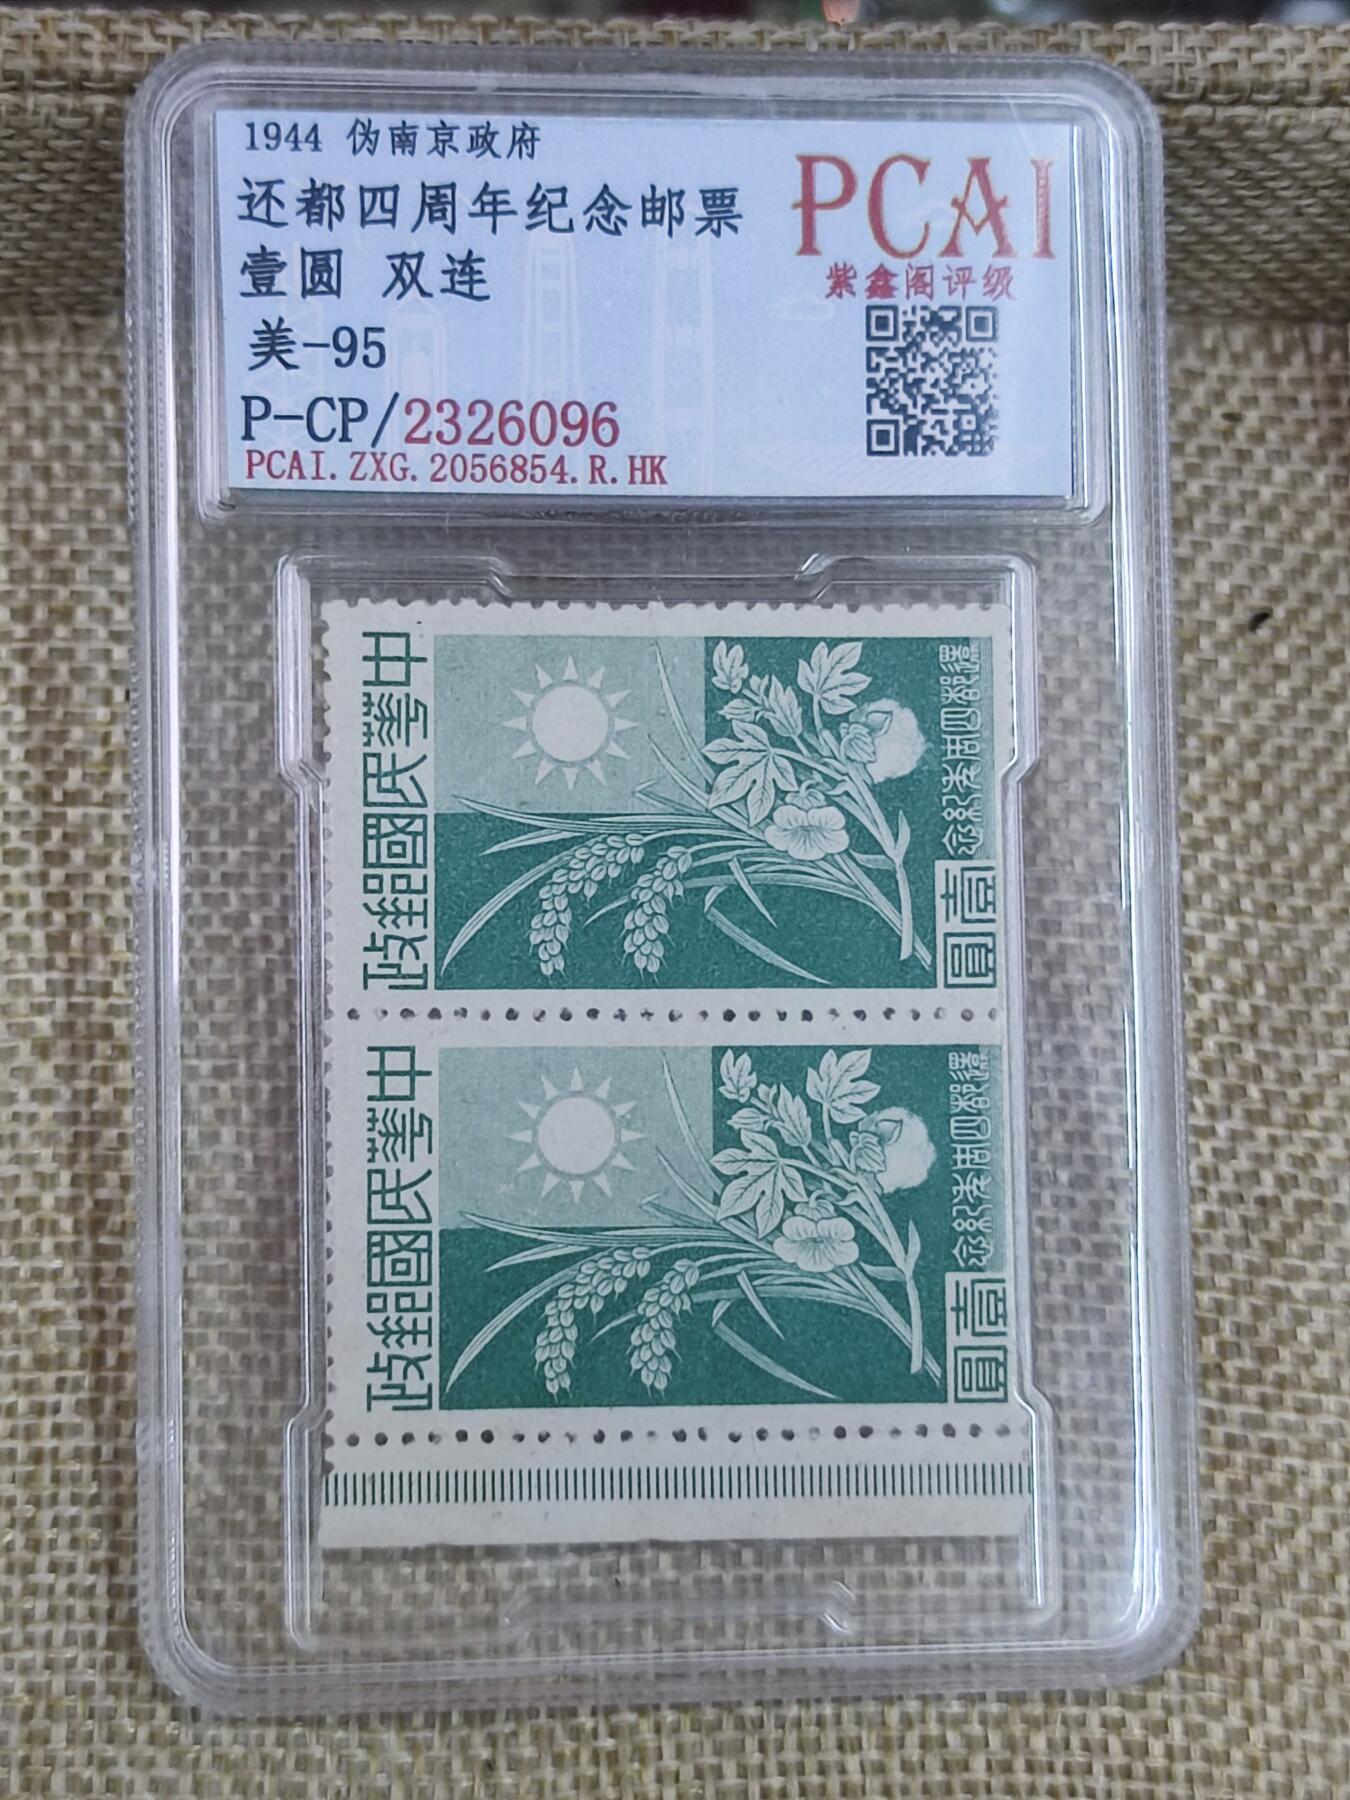 1944 伪南京政府
还都四周年纪念邮票
壹圆 双连
美-95
P-CP/2326096
PCAI.ZXG.2056854.R.HK
PCAI
紫鑫阁评级
中華民國郵政
還都四周年紀念
壹圓
中華民國郵政
還都四周年紀念
壹圓